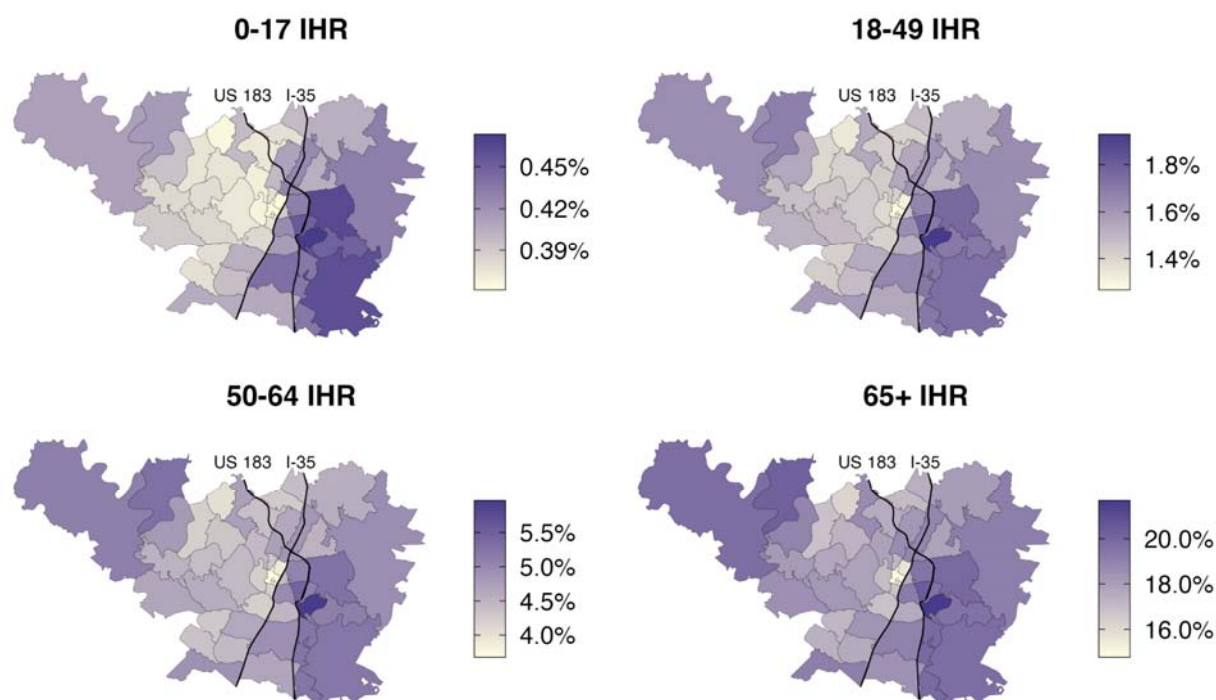 0-17 IHR
US 183 I-35
0.45%
0.42%
0.39%
18-49 IHR
US 183 I-35
1.8%
1.6%
1.4%
50-64 IHR
US 183 I-35
5.5%
5.0%
4.5%
4.0%
65+ IHR
US 183 I-35
20.0%
18.0%
16.0%